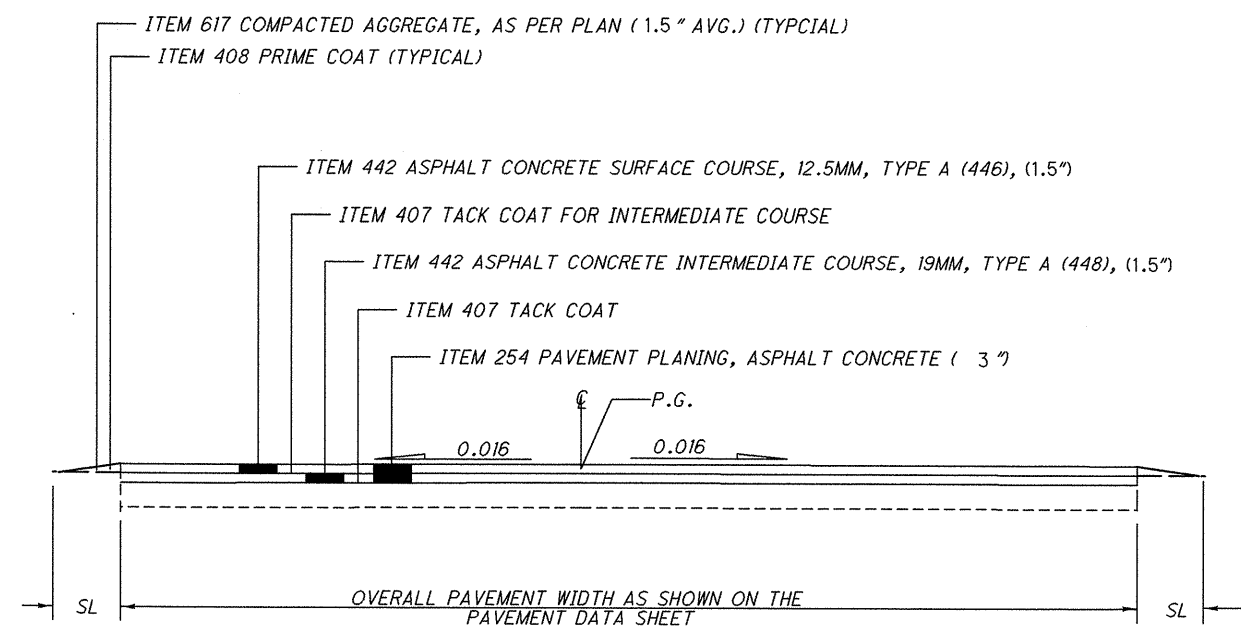 ITEM 617 COMPACTED AGGREGATE, AS PER PLAN (1.5" AVG.) (TYPCIAL)
ITEM 408 PRIME COAT (TYPICAL)
ITEM 442 ASPHALT CONCRETE SURFACE COURSE, 12.5MM, TYPE A (446), (1.5")
ITEM 407 TACK COAT FOR INTERMEDIATE COURSE
ITEM 442 ASPHALT CONCRETE INTERMEDIATE COURSE, 19MM, TYPE A (448), (1.5")
ITEM 407 TACK COAT
ITEM 254 PAVEMENT PLANING, ASPHALT CONCRETE ( 3 ")
℄ P.G.
0.016 0.016
SL OVERALL PAVEMENT WIDTH AS SHOWN ON THE SL
PAVEMENT DATA SHEET